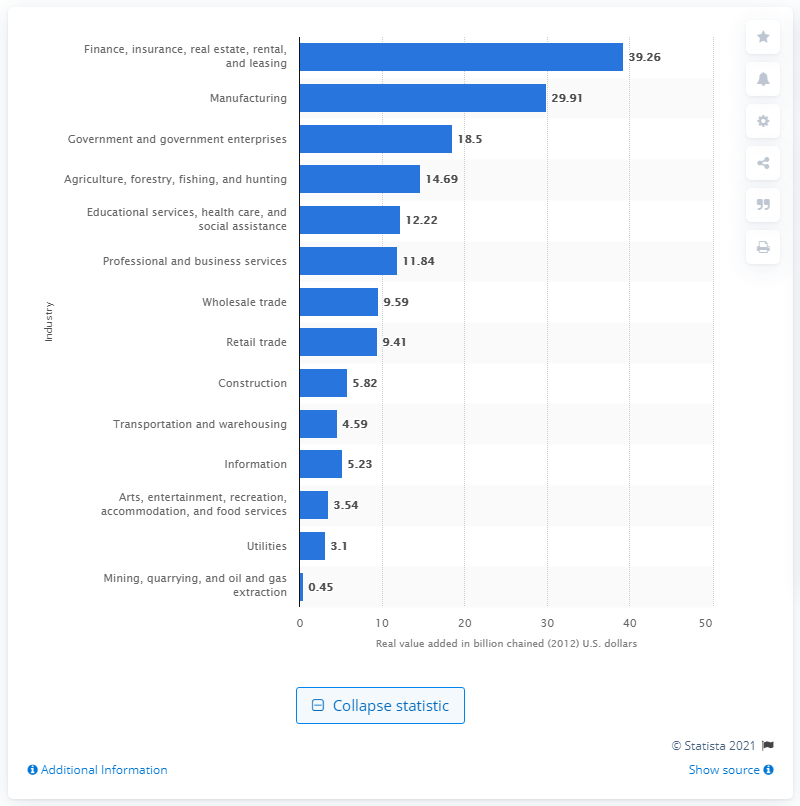 Finance, insurance, real estate, rental,
and leasing
39.26
Manufacturing
29.91
Government and government enterprises
18.5
Agriculture, forestry, fishing, and hunting
14.69
Educational services, health care, and
social assistance
12.22
Professional and business services
11.84
Wholesale trade
9.59
Retail trade
9.41
Construction
5.82
Transportation and warehousing
4.59
Information
5.23
Arts, entertainment, recreation,
accommodation, and food services
3.54
Utilities
3.1
Mining, quarrying, and oil and gas
extraction
0.45
Industry
0 10 20 30 40 50
Real value added in billion chained (2012) U.S. dollars
Collapse statistic
© Statista 2021
Additional Information
Show source